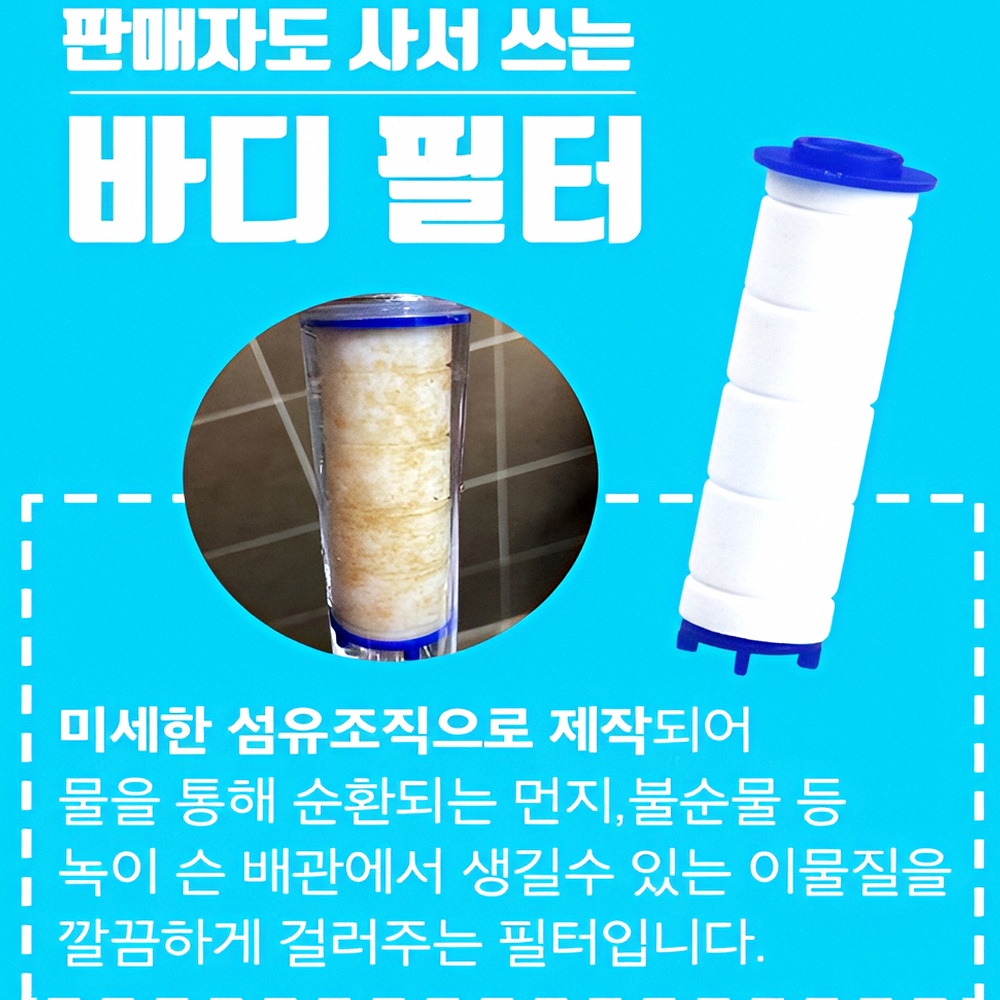 판매자도 사서 쓰는
바디 필터
미세한 섬유조직으로 제작되어
물을 통해 순환되는 먼지,불순물 등
녹이 슨 배관에서 생길수 있는 이물질을
깔끔하게 걸러주는 필터입니다.